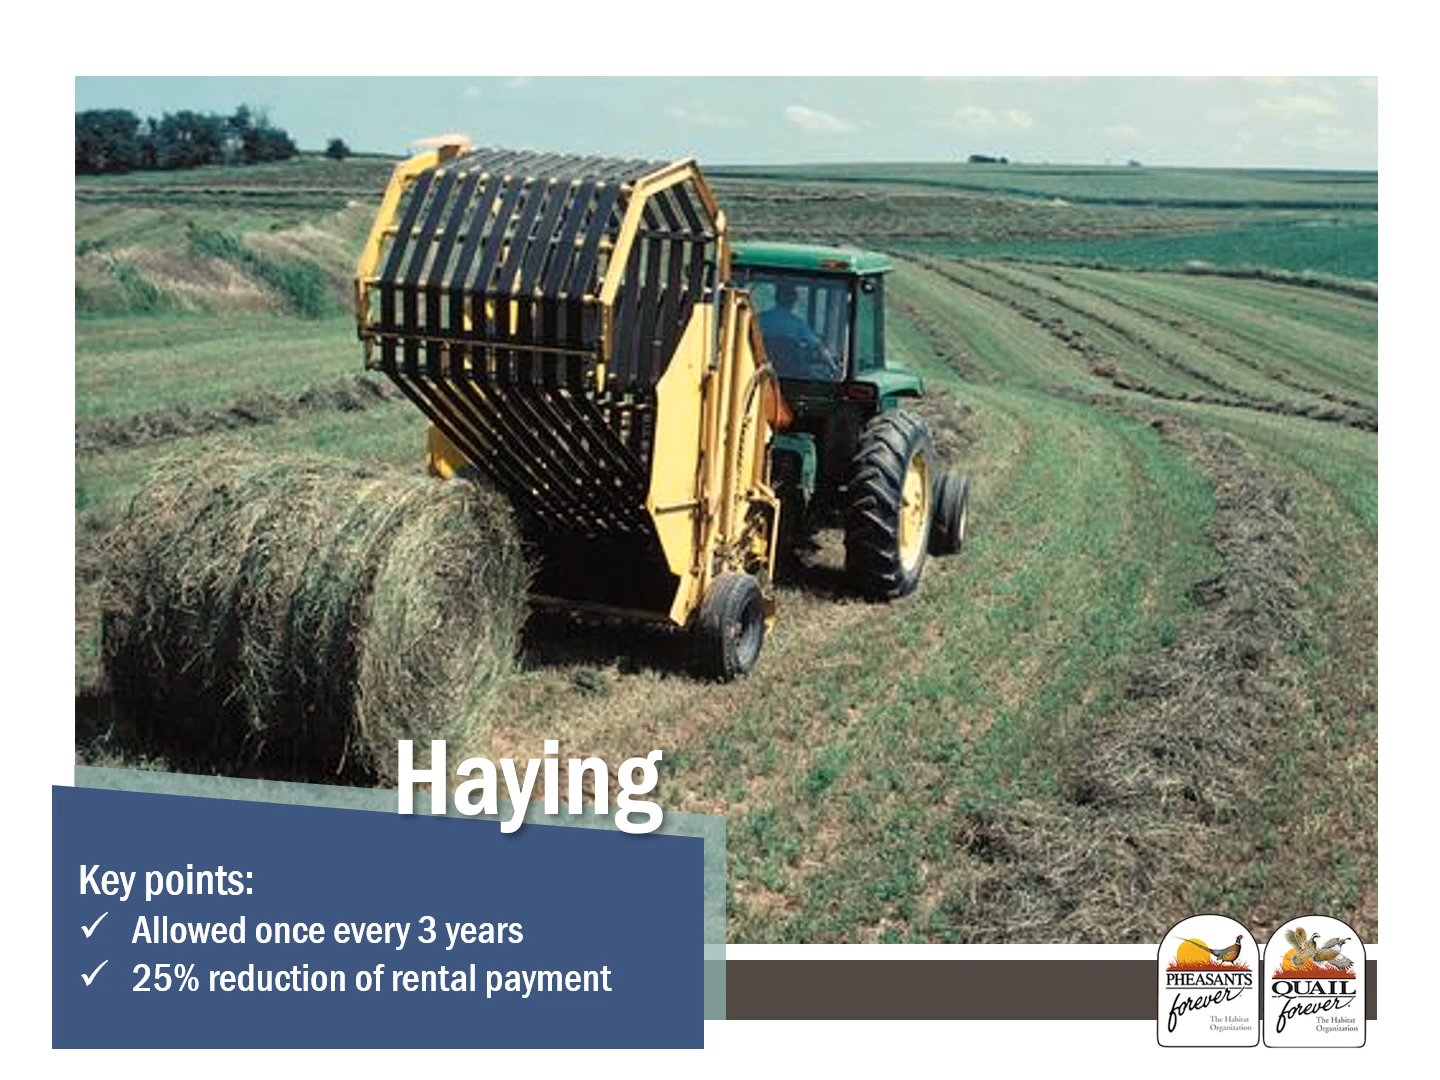 Haying
Key points:
✓ Allowed once every 3 years
✓ 25% reduction of rental payment
PHEASANTS
forever
The Habitat
Organization
QUAIL
forever
The Habitat
Organization